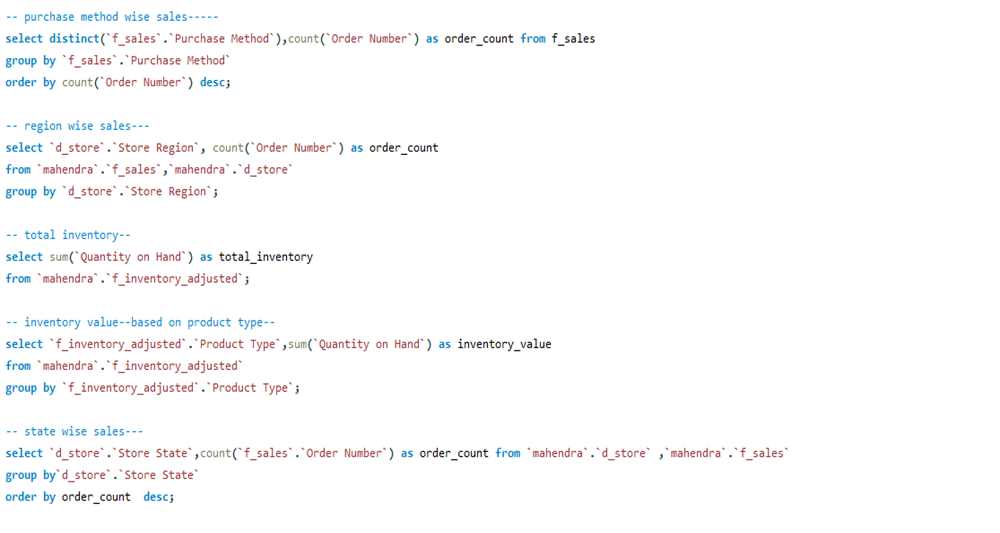 -- purchase method wise sales-----
select distinct(`f_sales`.`Purchase Method`),count(`Order Number`) as order_count from f_sales
group by `f_sales`.`Purchase Method`
order by count(`Order Number`) desc;
-- region wise sales---
select `d_store`.`Store Region`, count(`Order Number`) as order_count
from `mahendra`.`f_sales`,`mahendra`.`d_store`
group by `d_store`.`Store Region`;
-- total inventory--
select sum(`Quantity on Hand`) as total_inventory
from `mahendra`.`f_inventory_adjusted`;
-- inventory value--based on product type--
select `f_inventory_adjusted`.`Product Type`,sum(`Quantity on Hand`) as inventory_value
from `mahendra`.`f_inventory_adjusted`
group by `f_inventory_adjusted`.`Product Type`;
-- state wise sales---
select `d_store`.`Store State`,count(`f_sales`.`Order Number`) as order_count from `mahendra`.`d_store` ,`mahendra`.`f_sales`
group by`d_store`.`Store State`
order by order_count  desc;